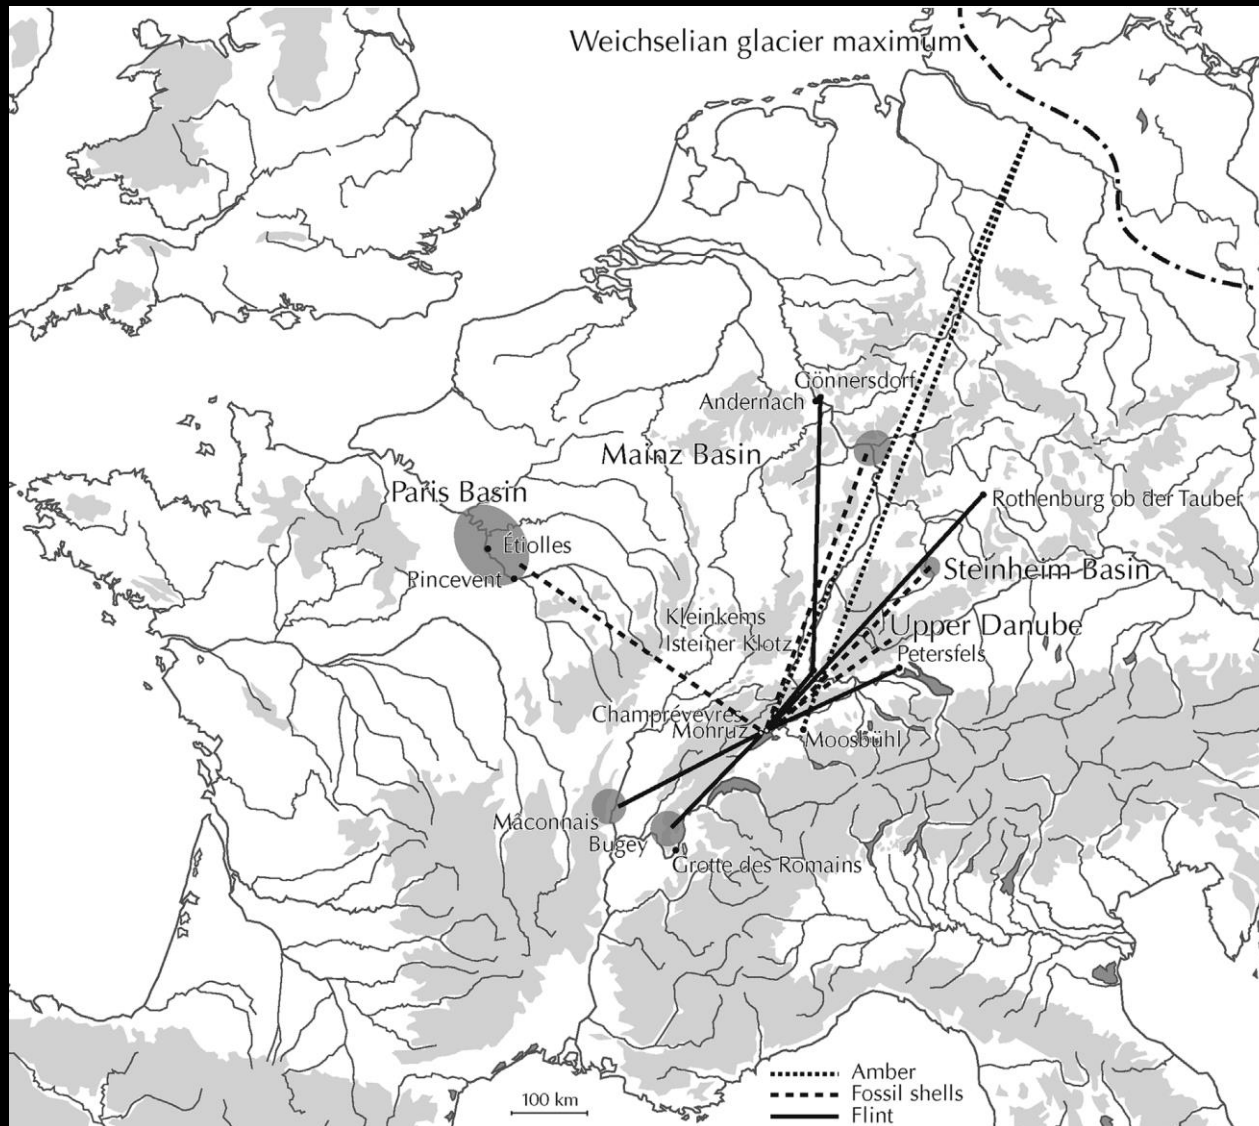 Weichselian glacier maximum
Gönnersdorf
Andernach
Mainz Basin
Paris Basin
Rothenburg ob der Tauber
Étiolles
Steinheim Basin
Pincevent
Kleinkems
Isteiner Klotz
Upper Danube
Petersfels
Champréveyres
Monruz
Moosbühl
Mâconnais
Bugey
Grotte des Romains
Amber
Fossil shells
Flint
100 km